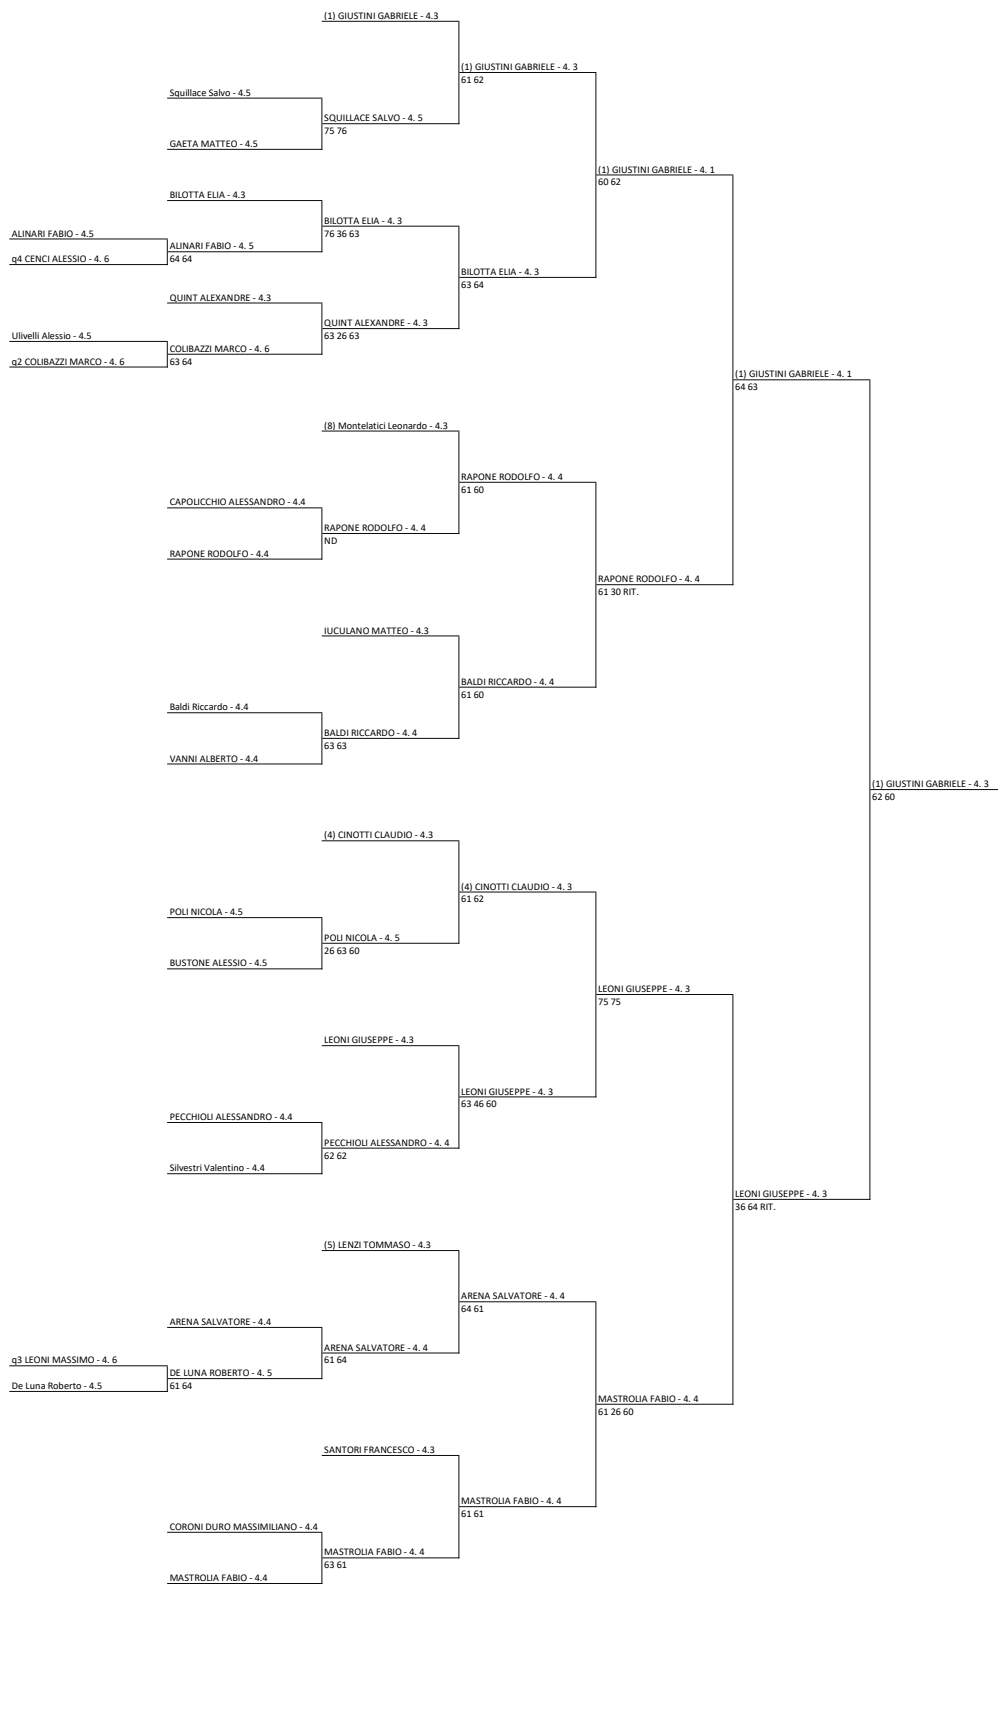 (1) GIUSTINI GABRIELE - 4.3
(1) GIUSTINI GABRIELE - 4. 3
61 62
Squillace Salvo - 4.5
SQUILLACE SALVO - 4. 5
75 76
GAETA MATTEO - 4.5
(1) GIUSTINI GABRIELE - 4. 1
60 62
BILOTTA ELIA - 4.3
BILOTTA ELIA - 4. 3
76 36 63
ALINARI FABIO - 4.5
ALINARI FABIO - 4. 5
64 64
q4 CENCI ALESSIO - 4. 6
BILOTTA ELIA - 4. 3
63 64
QUINT ALEXANDRE - 4.3
QUINT ALEXANDRE - 4. 3
63 26 63
Ulivelli Alessio - 4.5
COLIBAZZI MARCO - 4. 6
63 64
q2 COLIBAZZI MARCO - 4. 6
(1) GIUSTINI GABRIELE - 4. 1
64 63
(8) Montelatici Leonardo - 4.3
RAPONE RODOLFO - 4. 4
61 60
CAPOLICCHIO ALESSANDRO - 4.4
RAPONE RODOLFO - 4. 4
ND
RAPONE RODOLFO - 4.4
RAPONE RODOLFO - 4. 4
61 30 RIT.
IUCULANO MATTEO - 4.3
BALDI RICCARDO - 4. 4
61 60
Baldi Riccardo - 4.4
BALDI RICCARDO - 4. 4
63 63
VANNI ALBERTO - 4.4
(1) GIUSTINI GABRIELE - 4. 3
62 60
(4) CINOTTI CLAUDIO - 4.3
(4) CINOTTI CLAUDIO - 4. 3
61 62
POLI NICOLA - 4.5
POLI NICOLA - 4. 5
26 63 60
BUSTONE ALESSIO - 4.5
LEONI GIUSEPPE - 4. 3
75 75
LEONI GIUSEPPE - 4.3
LEONI GIUSEPPE - 4. 3
63 46 60
PECCHIOLI ALESSANDRO - 4.4
PECCHIOLI ALESSANDRO - 4. 4
62 62
Silvestri Valentino - 4.4
LEONI GIUSEPPE - 4. 3
36 64 RIT.
(5) LENZI TOMMASO - 4.3
ARENA SALVATORE - 4. 4
64 61
ARENA SALVATORE - 4.4
ARENA SALVATORE - 4. 4
61 64
q3 LEONI MASSIMO - 4. 6
DE LUNA ROBERTO - 4. 5
61 64
De Luna Roberto - 4.5
MASTROLIA FABIO - 4. 4
61 26 60
SANTORI FRANCESCO - 4.3
MASTROLIA FABIO - 4. 4
61 61
CORONI DURO MASSIMILIANO - 4.4
MASTROLIA FABIO - 4. 4
63 61
MASTROLIA FABIO - 4.4